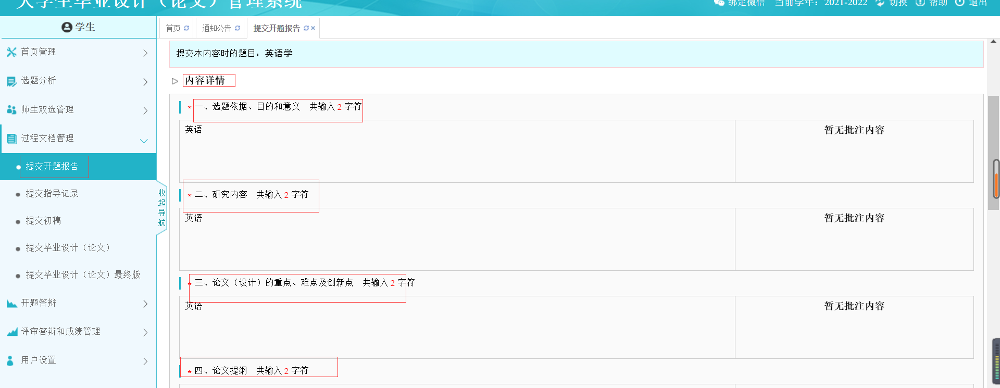 大学生毕业设计（论文）管理系统
绑定微信 当前学年：2021-2022 切换 帮助 退出
学生
首页管理
选题分析
师生双选管理
过程文档管理
提交开题报告
提交指导记录
提交初稿
提交毕业设计（论文）
提交毕业设计（论文）最终版
开题答辩
评审答辩和成绩管理
用户设置
收起导航
首页 通知公告 提交开题报告
提交本内容时的题目：英语学
内容详情
* 一、选题依据、目的和意义 共输入 2 字符
英语 暂无批注内容
* 二、研究内容 共输入 2 字符
英语 暂无批注内容
* 三、论文（设计）的重点、难点及创新点 共输入 2 字符
英语 暂无批注内容
* 四、论文提纲 共输入 2 字符